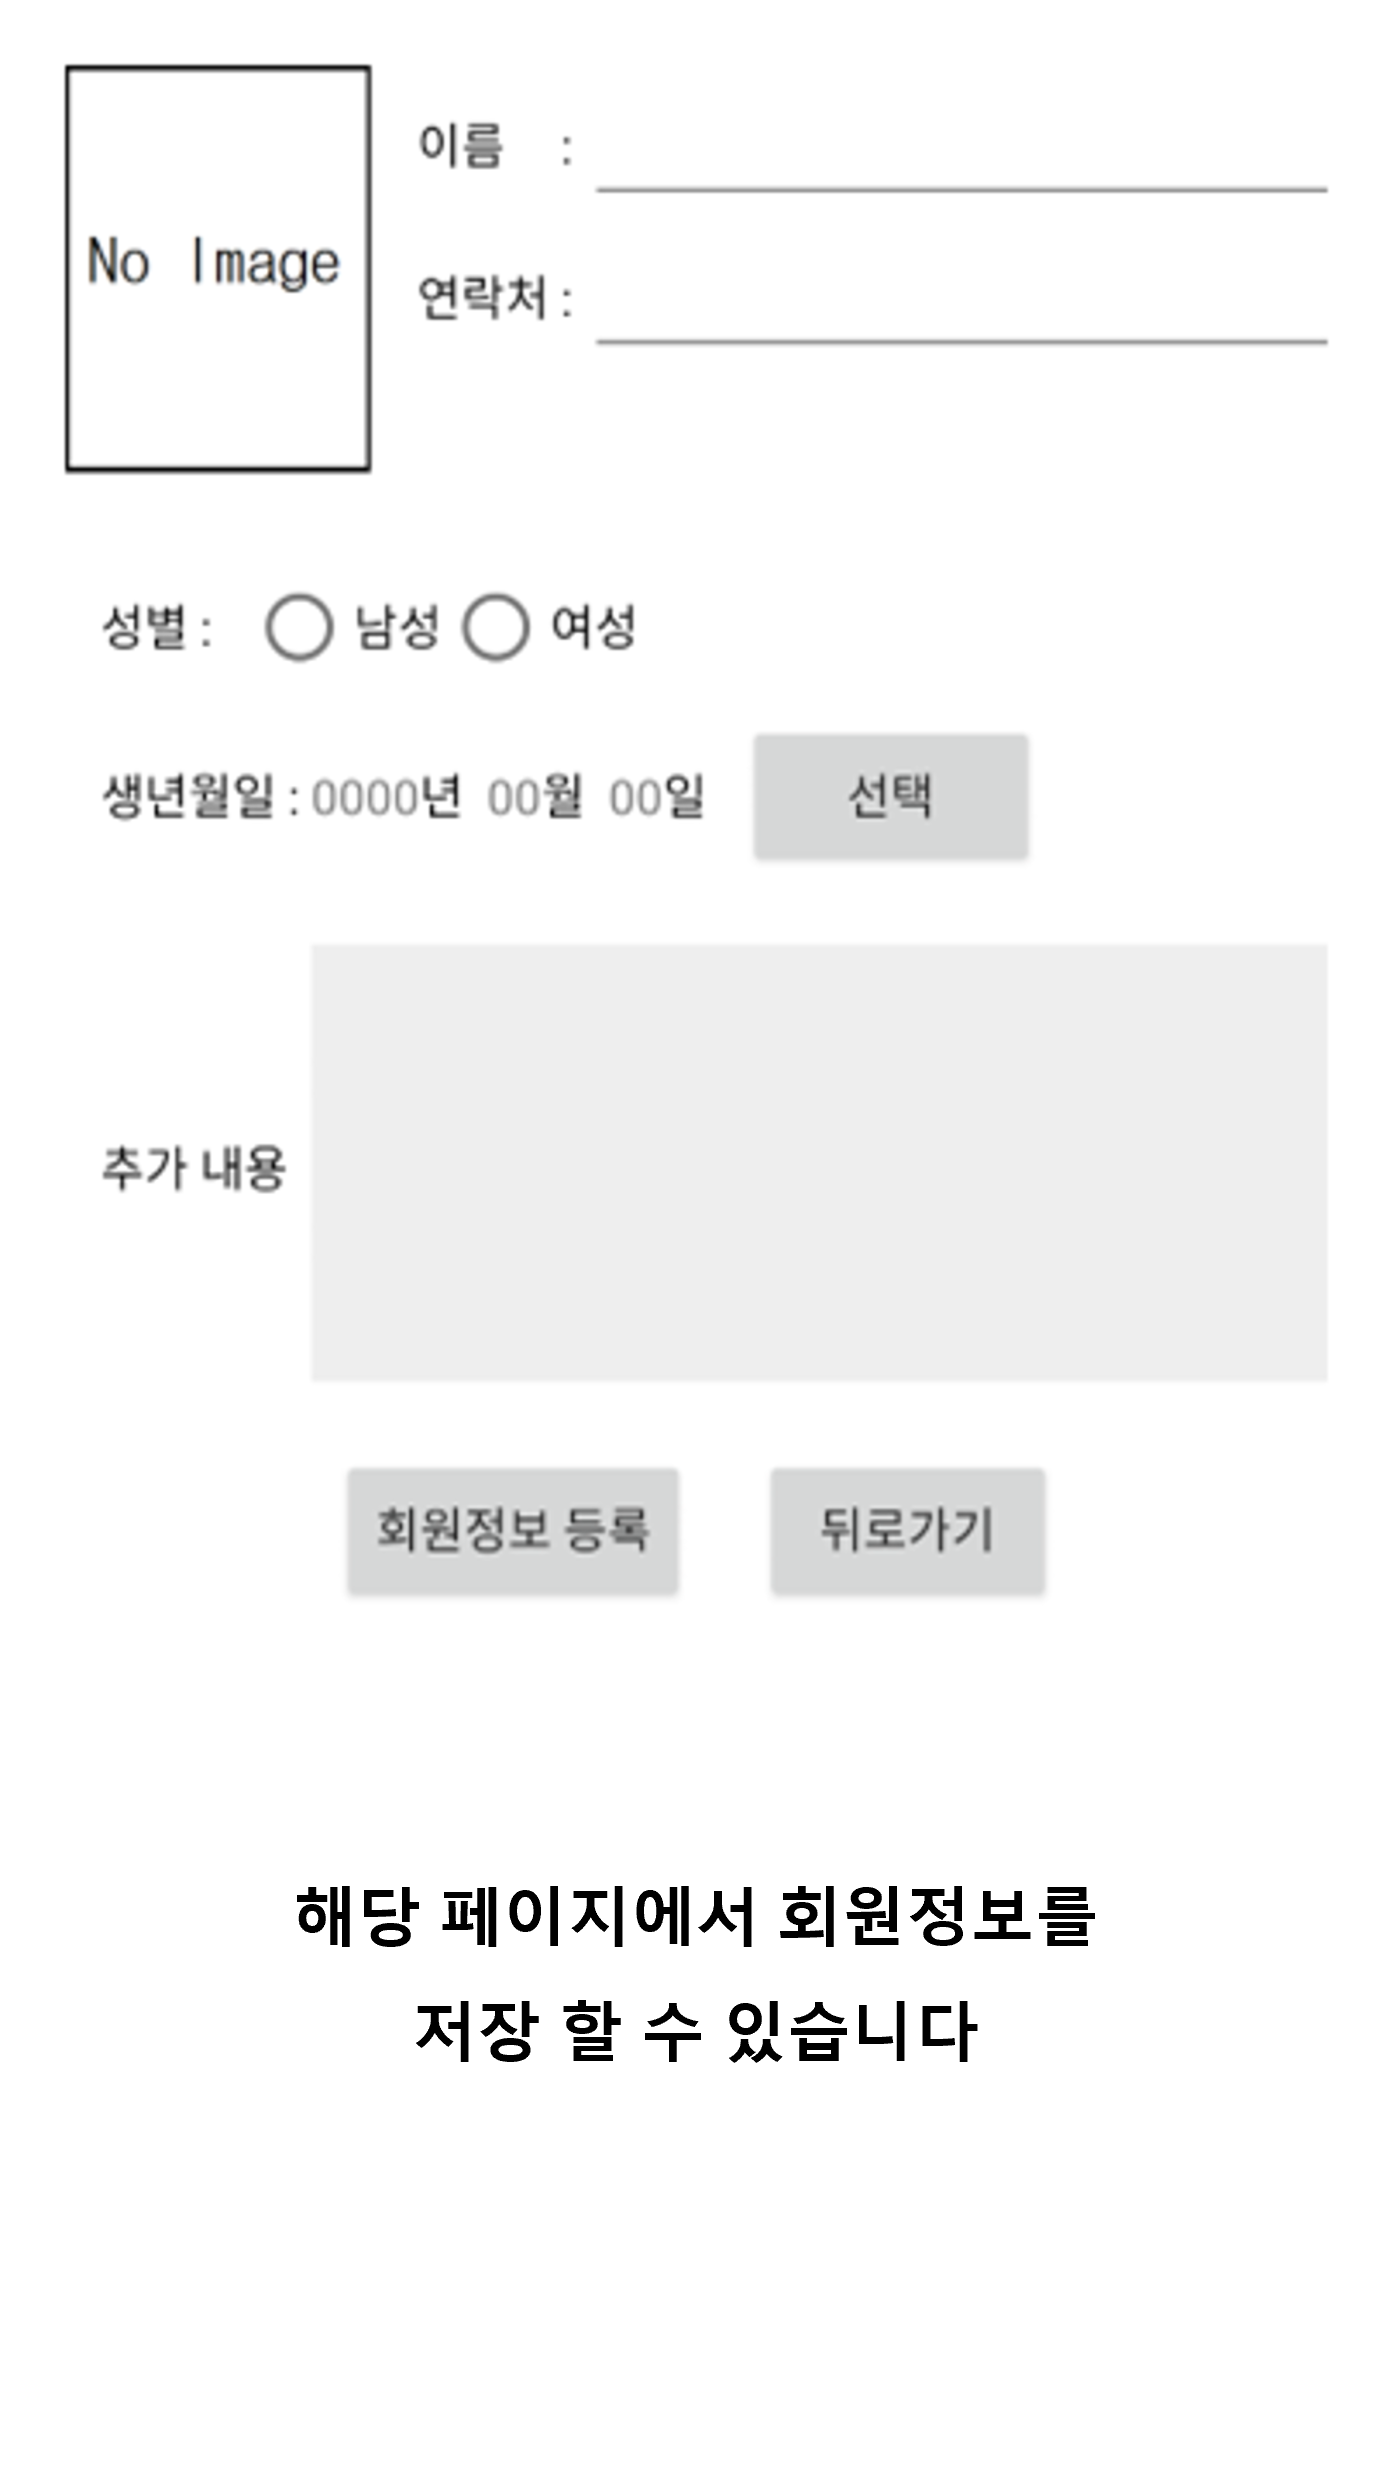 No Image
이름 :
연락처 :
성별 : 남성 여성
생년월일 : 0000년 00월 00일 선택
추가 내용
회원정보 등록 뒤로가기
해당 페이지에서 회원정보를
저장 할 수 있습니다